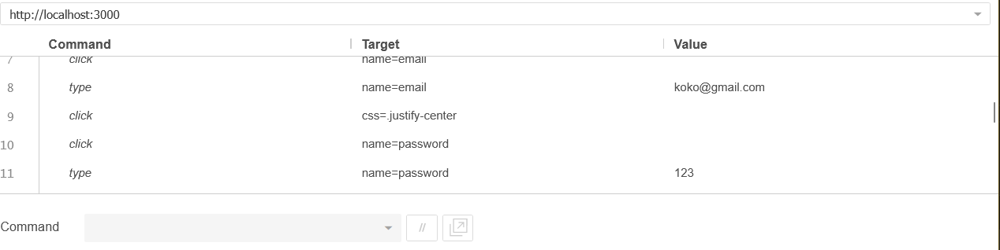 http://localhost:3000
Command Target Value
7 click name=email
8 type name=email koko@gmail.com
9 click css=.justify-center
10 click name=password
11 type name=password 123
Command //